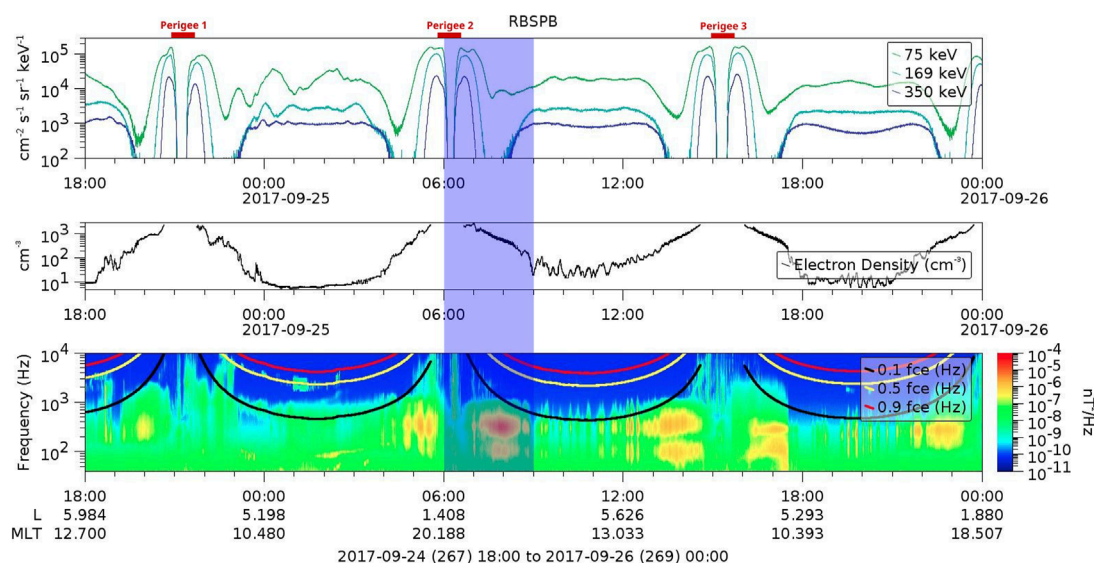 RBSPB
Perigee 1
Perigee 2
Perigee 3
cm⁻² s⁻¹ sr⁻¹ keV⁻¹
10⁵
10⁴
10³
10²
75 keV
169 keV
350 keV
18:00 00:00 06:00 12:00 18:00 00:00
2017-09-25 2017-09-26
cm⁻³
10³
10²
10¹
Electron Density (cm⁻³)
18:00 00:00 06:00 12:00 18:00 00:00
2017-09-25 2017-09-26
Frequency (Hz)
10⁴
10³
10²
0.1 fce (Hz)
0.5 fce (Hz)
0.9 fce (Hz)
10⁻⁴
10⁻⁵
10⁻⁶
10⁻⁷
10⁻⁸
10⁻⁹
10⁻¹⁰
10⁻¹¹
nT²/Hz
18:00 00:00 06:00 12:00 18:00 00:00
L 5.984 5.198 1.408 5.626 5.293 1.880
MLT 12.700 10.480 20.188 13.033 10.393 18.507
2017-09-24 (267) 18:00 to 2017-09-26 (269) 00:00